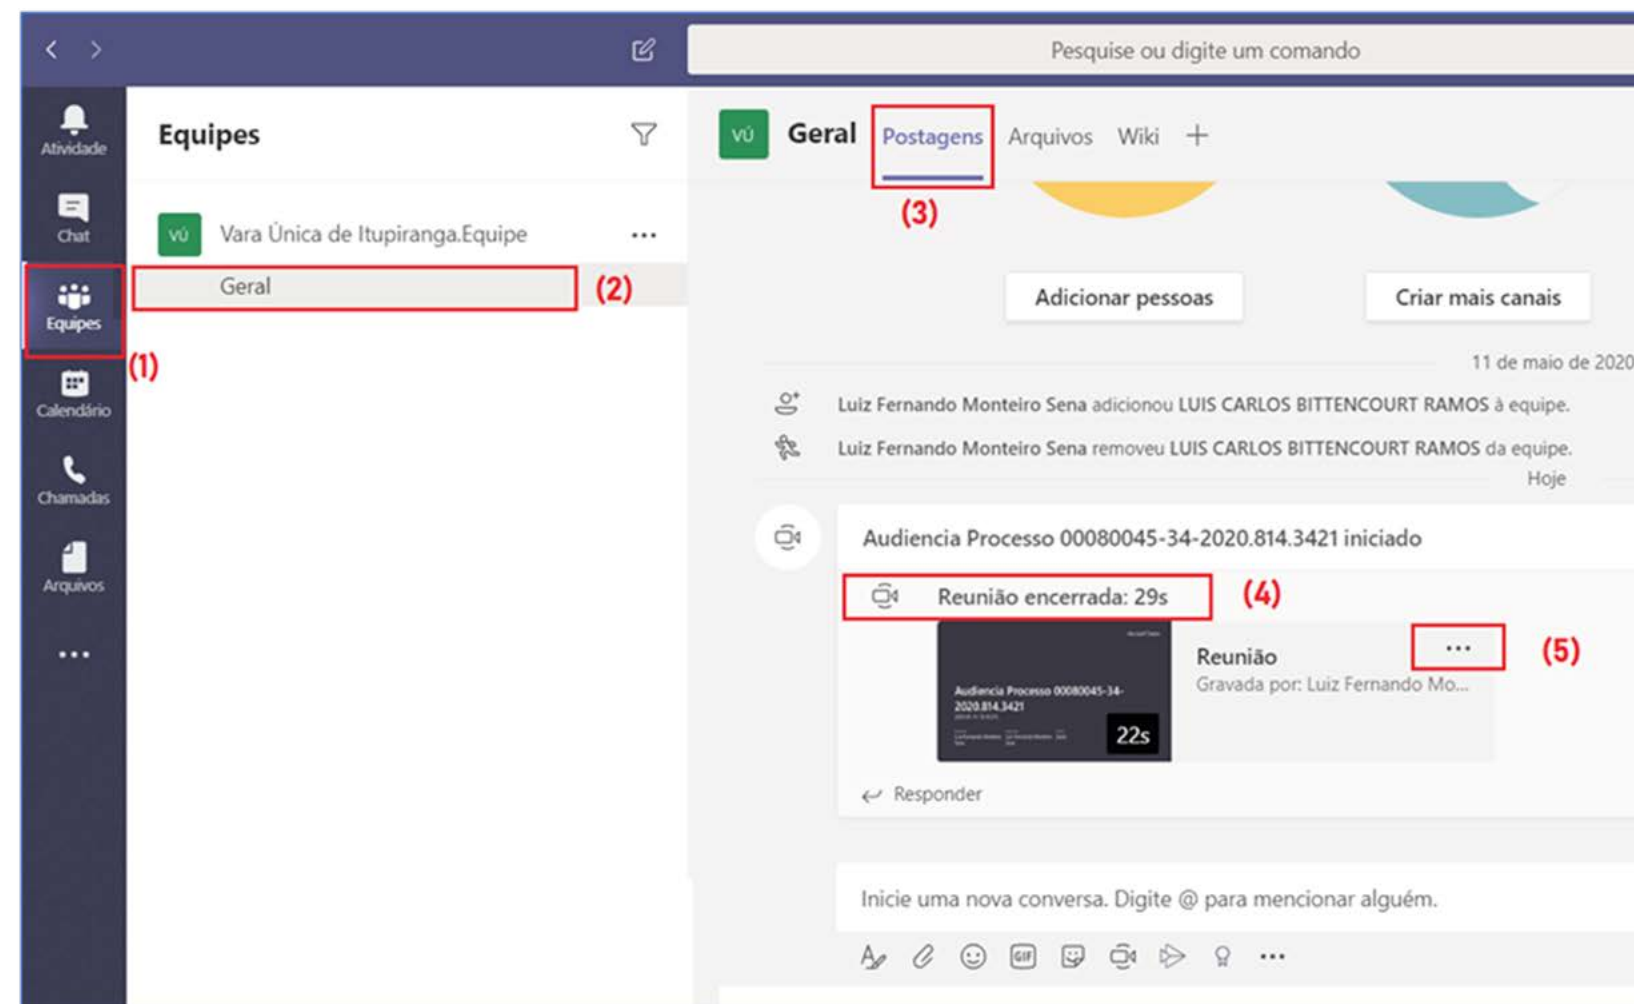 Pesquise ou digite um comando
Atividade
Chat
Equipes
(1)
Calendário
Chamadas
Arquivos
Equipes
VÚ Vara Única de Itupiranga.Equipe
Geral
(2)
VÚ Geral Postagens Arquivos Wiki
(3)
Adicionar pessoas Criar mais canais
11 de maio de 2020
Luiz Fernando Monteiro Sena adicionou LUIS CARLOS BITTENCOURT RAMOS à equipe.
Luiz Fernando Monteiro Sena removeu LUIS CARLOS BITTENCOURT RAMOS da equipe.
Hoje
Audiencia Processo 00080045-34-2020.814.3421 iniciado
Reunião encerrada: 29s
(4)
Audiencia Processo 00080045-34-
2020.814.3421
22s
Reunião
Gravada por: Luiz Fernando Mo...
(5)
Responder
Inicie uma nova conversa. Digite @ para mencionar alguém.
GIF